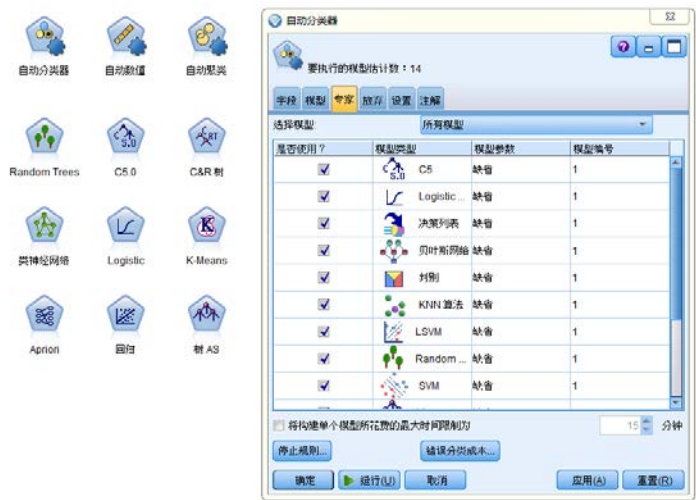 自动分类器
自动数值
自动聚类
Random Trees
C5.0
C&R 树
类神经网络
Logistic
K-Means
Apriori
回归
树 AS
自动分类器
要执行的模型估计数：14
字段 模型 专家 放弃 设置 注解
选择模型: 所有模型
是否使用？ 模型类型 模型参数 模型编号
C5 缺省 1
Logistic ... 缺省 1
决策列表 缺省 1
贝叶斯网络 缺省 1
判别 缺省 1
KNN 算法 缺省 1
LSVM 缺省 1
Random ... 缺省 1
SVM 缺省 1
将构建单个模型所花费的最大时间限制为 15 分钟
停止规则... 错误分类成本...
确定 运行(U) 取消 应用(A) 重置(R)